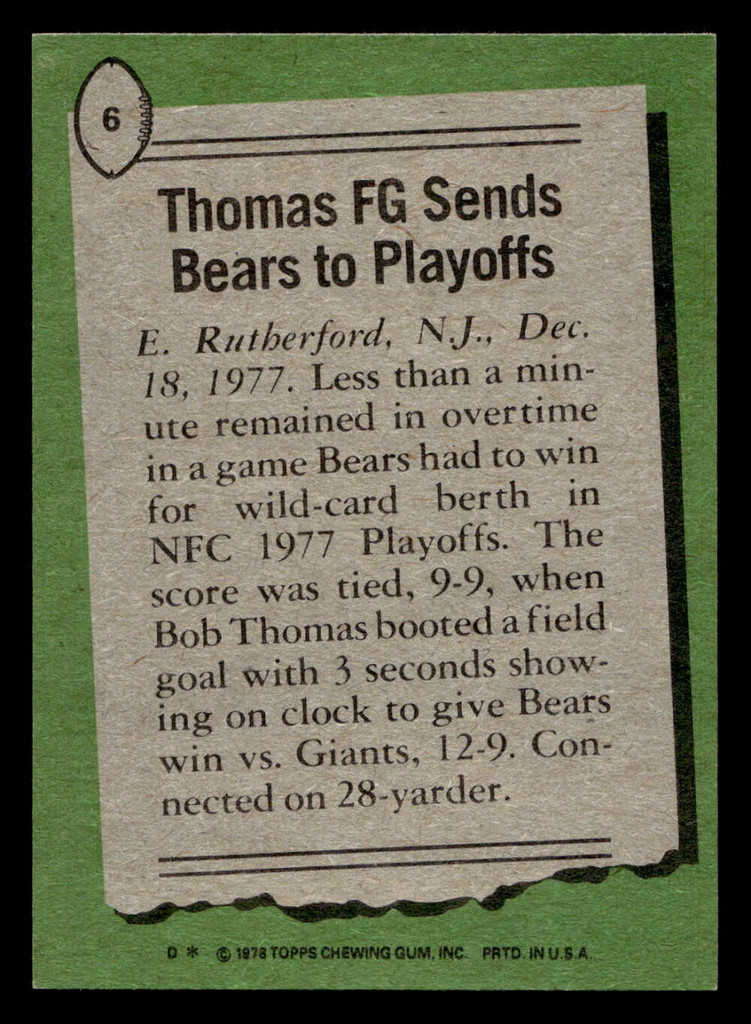 6
Thomas FG Sends
Bears to Playoffs
E. Rutherford, N.J., Dec.
18, 1977. Less than a min-
ute remained in overtime
in a game Bears had to win
for wild-card berth in
NFC 1977 Playoffs. The
score was tied, 9-9, when
Bob Thomas booted a field
goal with 3 seconds show-
ing on clock to give Bears
win vs. Giants, 12-9. Con-
nected on 28-yarder.
D * © 1978 TOPPS CHEWING GUM, INC. PRTD. IN U.S.A.